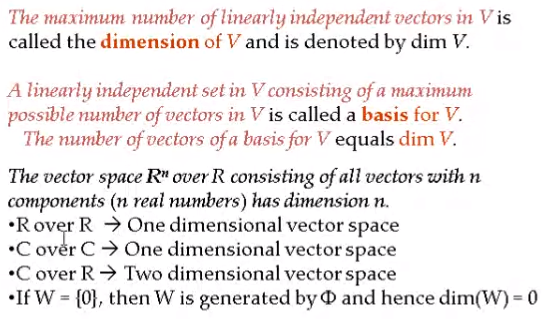 The maximum number of linearly independent vectors in V is
called the dimension of V and is denoted by dim V.
A linearly independent set in V consisting of a maximum
possible number of vectors in V is called a basis for V.
The number of vectors of a basis for V equals dim V.
The vector space Rⁿ over R consisting of all vectors with n
components (n real numbers) has dimension n.
•R over R → One dimensional vector space
•C over C → One dimensional vector space
•C over R → Two dimensional vector space
•If W = {0}, then W is generated by Φ and hence dim(W) = 0